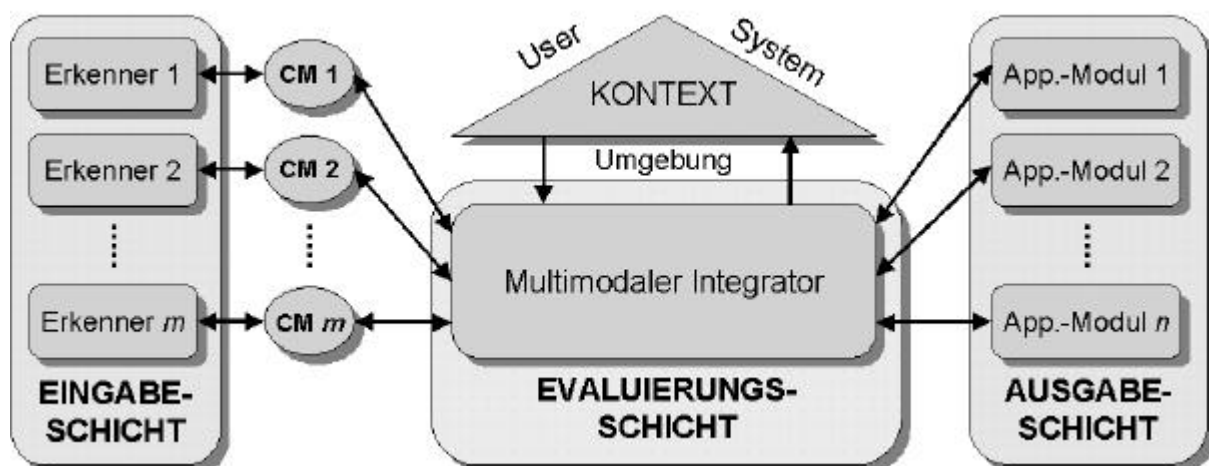 Erkenner 1
CM 1
User
System
KONTEXT
App.-Modul 1
Erkenner 2
CM 2
Umgebung
App.-Modul 2
Multimodaler Integrator
Erkenner m
CM m
App.-Modul n
EINGABE-
SCHICHT
EVALUIERUNGS-
SCHICHT
AUSGABE-
SCHICHT